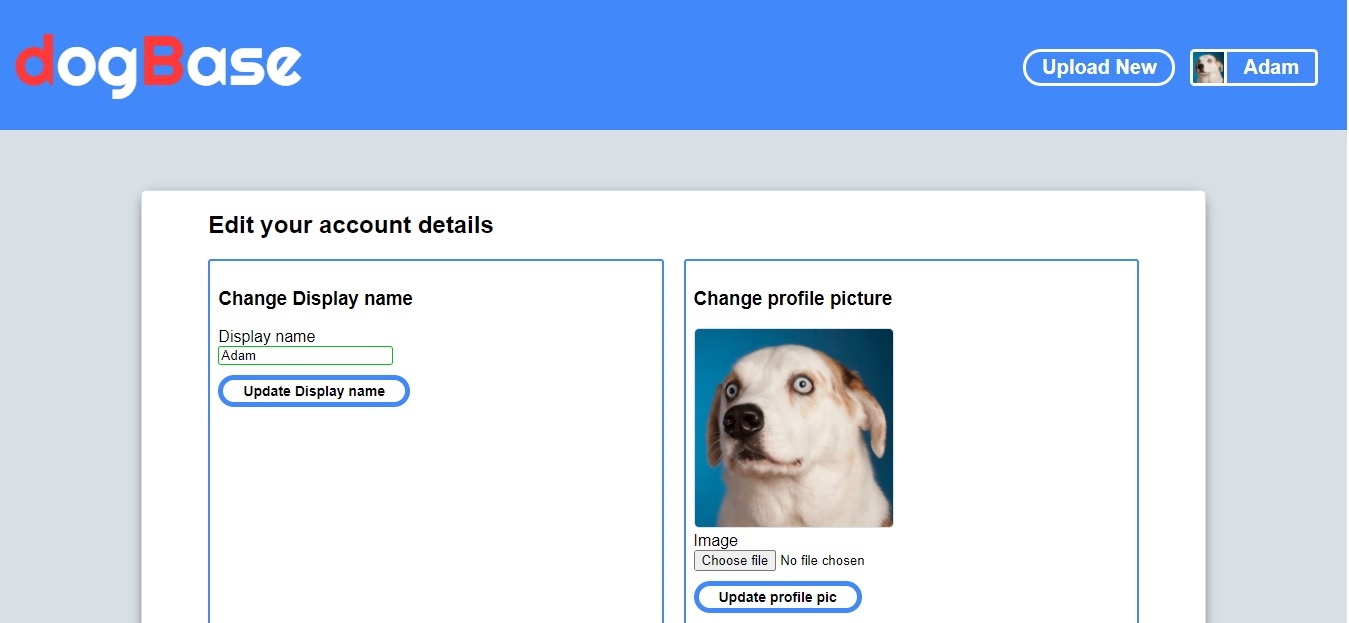 dogBase
Upload New
Adam
Edit your account details
Change Display name
Display name
Adam
Update Display name
Change profile picture
Image
Choose file No file chosen
Update profile pic